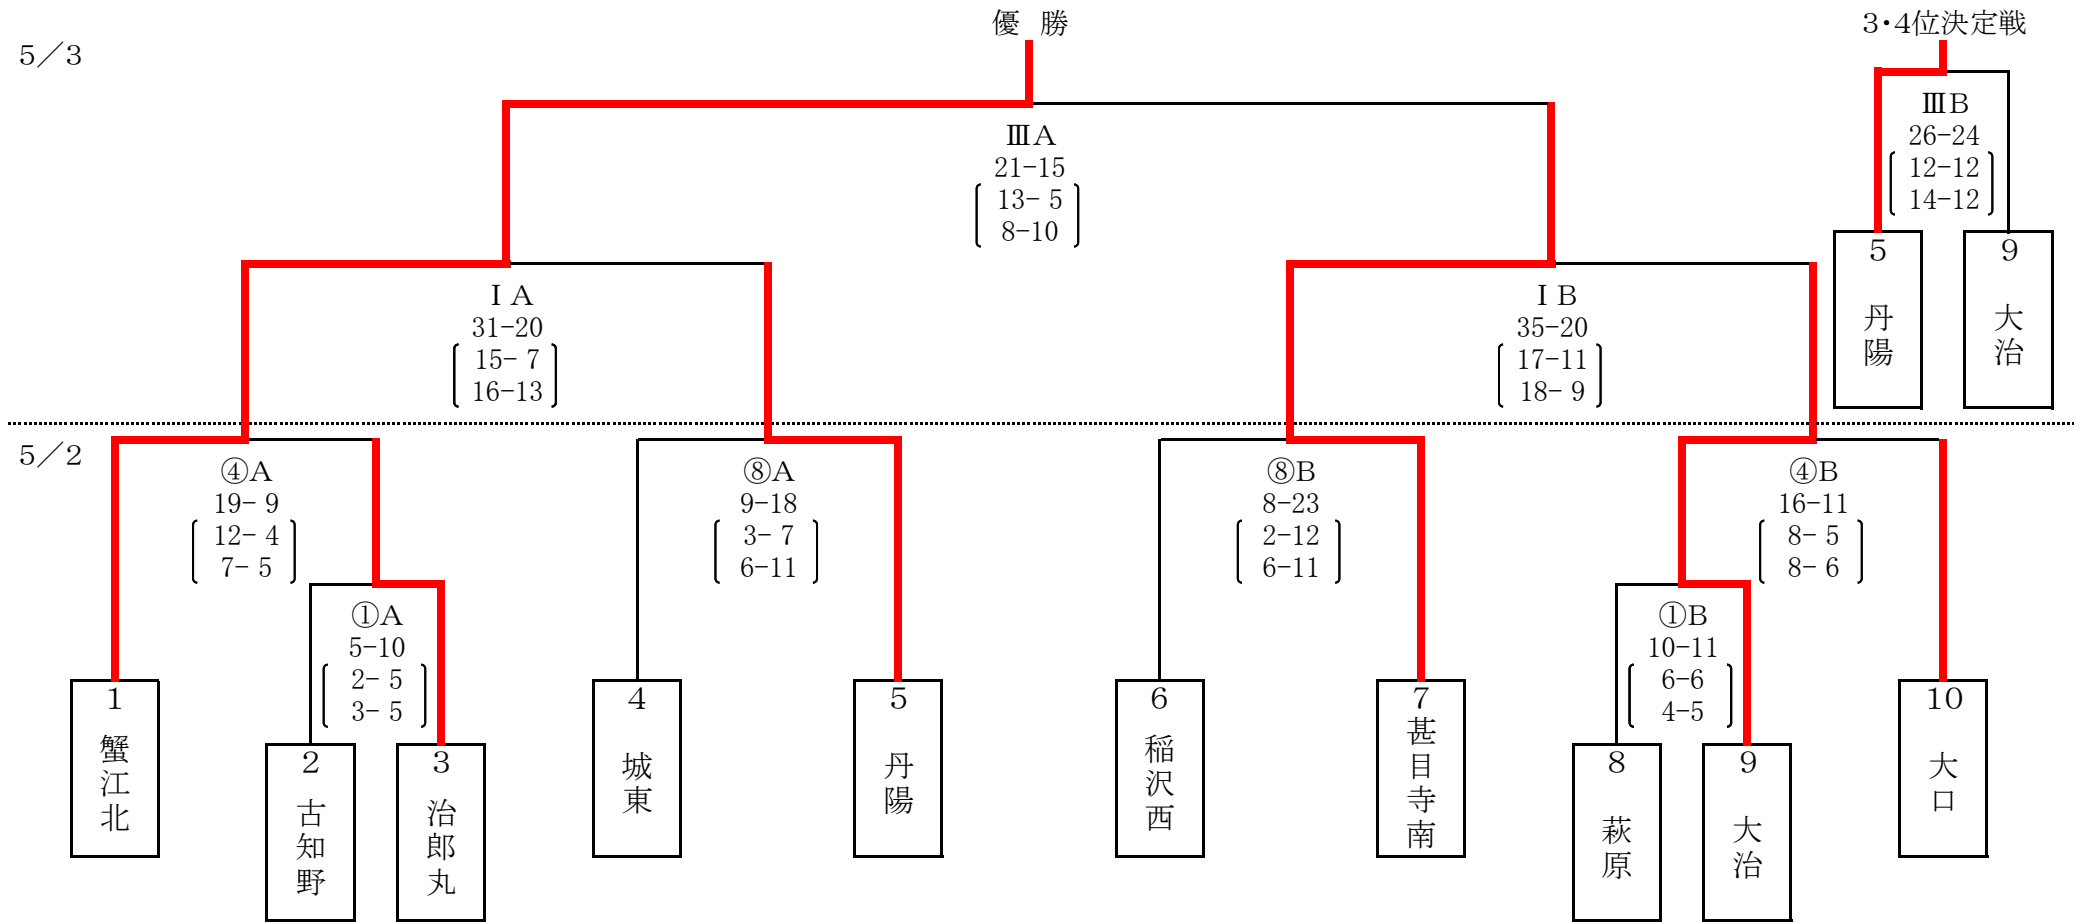 優 勝
3・4位決定戦
5／3
ⅢA
21-15
13- 5
8-10
ⅢB
26-24
12-12
14-12
5
丹陽
9
大治
ⅠA
31-20
15- 7
16-13
ⅠB
35-20
17-11
18- 9
5／2
④A
19- 9
12- 4
7- 5
⑧A
9-18
3- 7
6-11
⑧B
8-23
2-12
6-11
④B
16-11
8- 5
8- 6
①A
5-10
2- 5
3- 5
①B
10-11
6-6
4-5
1
蟹江北
2
古知野
3
治郎丸
4
城東
5
丹陽
6
稲沢西
7
甚目寺南
8
萩原
9
大治
10
大口